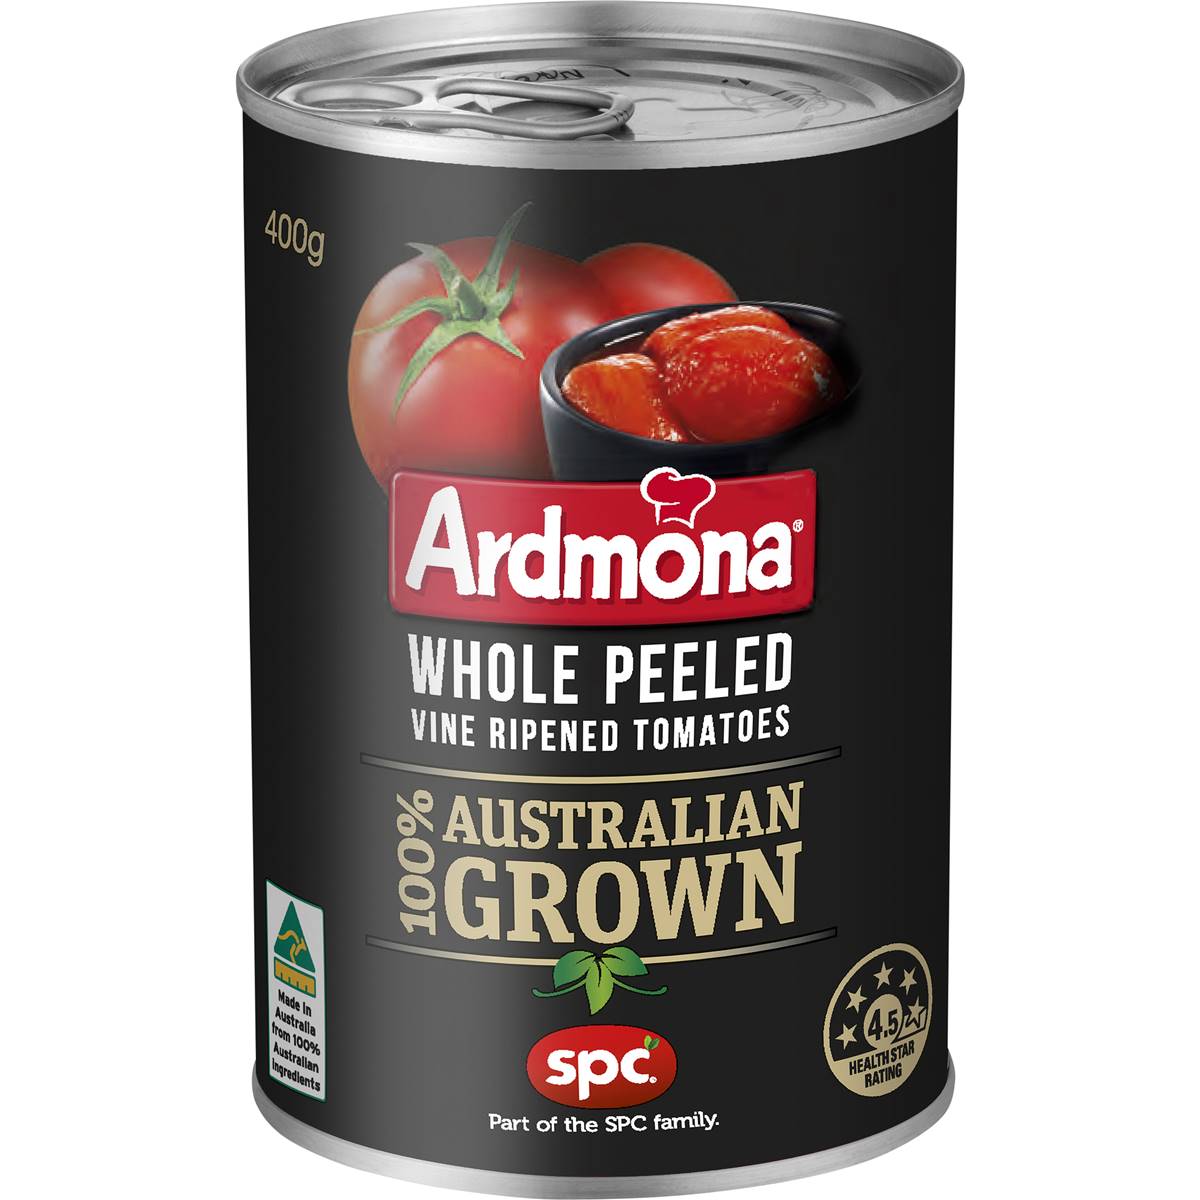 400g
Ardmona®
WHOLE PEELED
VINE RIPENED TOMATOES
100%
AUSTRALIAN
GROWN
Made in
Australia
from 100%
Australian
ingredients
4.5
HEALTH STAR
RATING
spc®
Part of the SPC family.